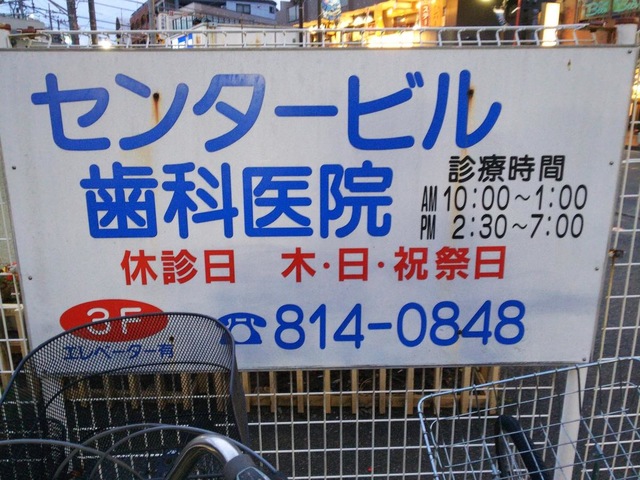 センタービル
歯科医院
診療時間
AM 10:00～1:00
PM 2:30～7:00
休診日 木・日・祝祭日
3F
エレベーター有
☎814-0848